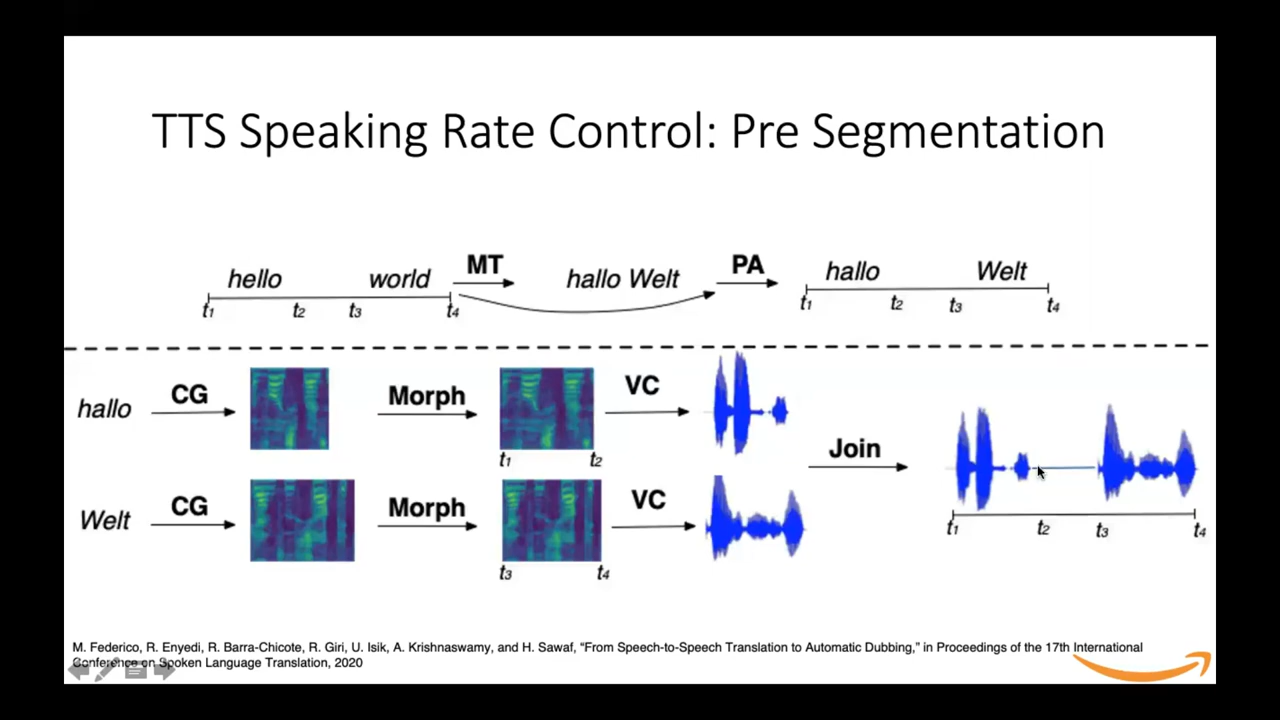 TTS Speaking Rate Control: Pre Segmentation
hello world MT hallo Welt PA hallo Welt
t1 t2 t3 t4 t1 t2 t3 t4
hallo CG Morph VC
t1 t2
Join
Welt CG Morph VC
t3 t4
t1 t2 t3 t4
M. Federico, R. Enyedi, R. Barra-Chicote, R. Giri, U. Isik, A. Krishnaswamy, and H. Sawaf, “From Speech-to-Speech Translation to Automatic Dubbing,” in Proceedings of the 17th International
Conference on Spoken Language Translation, 2020